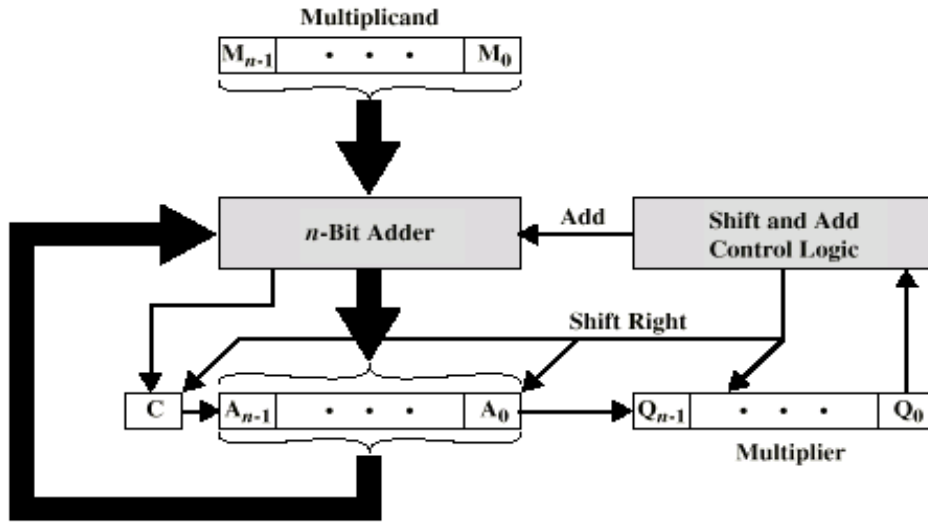 Multiplicand
Mn-1 • • • M0
n-Bit Adder
Add
Shift and Add
Control Logic
Shift Right
C
An-1 • • • A0
Qn-1 • • • Q0
Multiplier